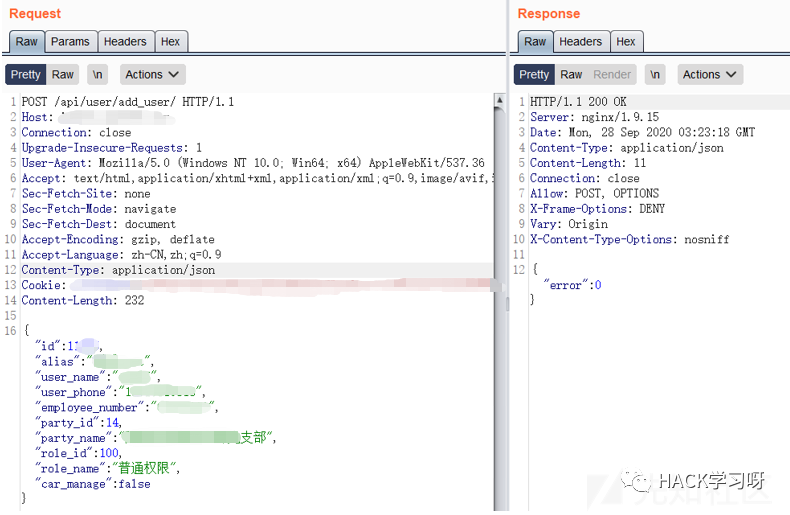 Request
Raw Params Headers Hex
Pretty Raw \n Actions
1 POST /api/user/add_user/ HTTP/1.1
2 Host:
3 Connection: close
4 Upgrade-Insecure-Requests: 1
5 User-Agent: Mozilla/5.0 (Windows NT 10.0; Win64; x64) AppleWebKit/537.36
6 Accept: text/html,application/xhtml+xml,application/xml;q=0.9,image/avif,
7 Sec-Fetch-Site: none
8 Sec-Fetch-Mode: navigate
9 Sec-Fetch-Dest: document
10 Accept-Encoding: gzip, deflate
11 Accept-Language: zh-CN,zh;q=0.9
12 Content-Type: application/json
13 Cookie:
14 Content-Length: 232
15
16 {
"id":11,
"alias":"",
"user_name":"",
"user_phone":"1",
"employee_number":"",
"party_id":14,
"party_name":"支部",
"role_id":100,
"role_name":"普通权限",
"car_manage":false
}
Response
Raw Headers Hex
Pretty Raw Render \n Actions
1 HTTP/1.1 200 OK
2 Server: nginx/1.9.15
3 Date: Mon, 28 Sep 2020 03:23:18 GMT
4 Content-Type: application/json
5 Content-Length: 11
6 Connection: close
7 Allow: POST, OPTIONS
8 X-Frame-Options: DENY
9 Vary: Origin
10 X-Content-Type-Options: nosniff
11
12 {
"error":0
}
HACK学习呀
先知社区